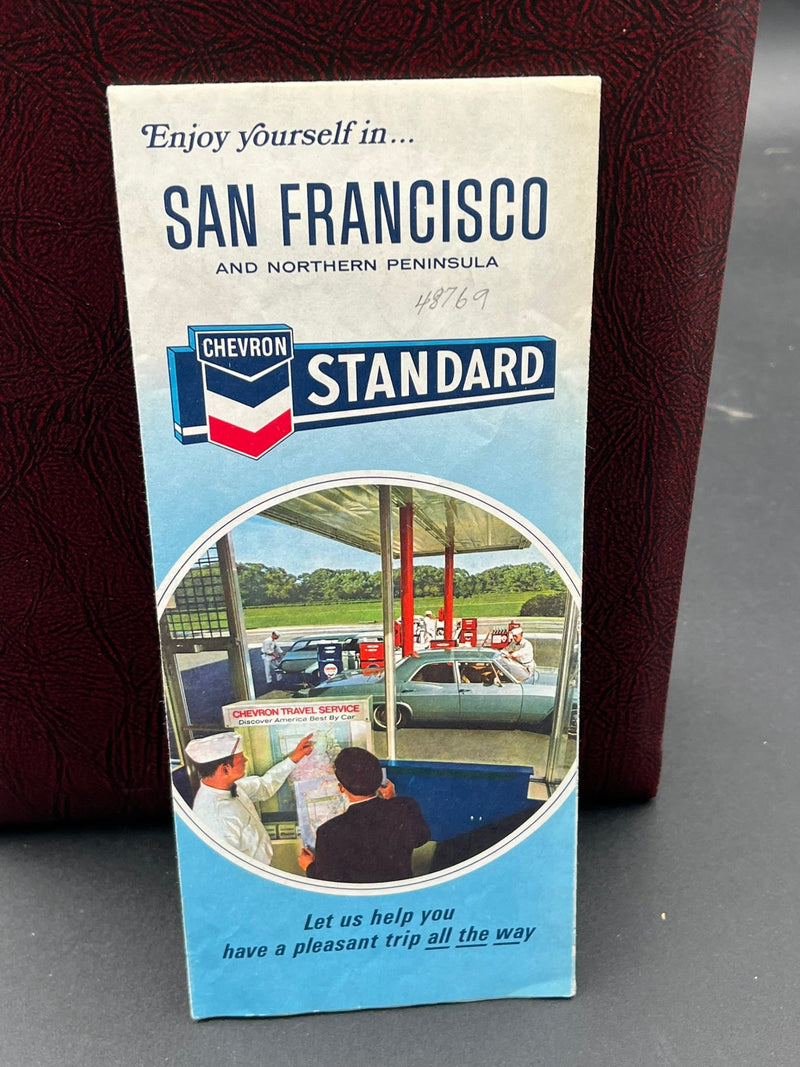 Enjoy yourself in...
SAN FRANCISCO
AND NORTHERN PENINSULA
48769
CHEVRON
STANDARD
CHEVRON TRAVEL SERVICE
Discover America Best By Car
Let us help you
have a pleasant trip all the way